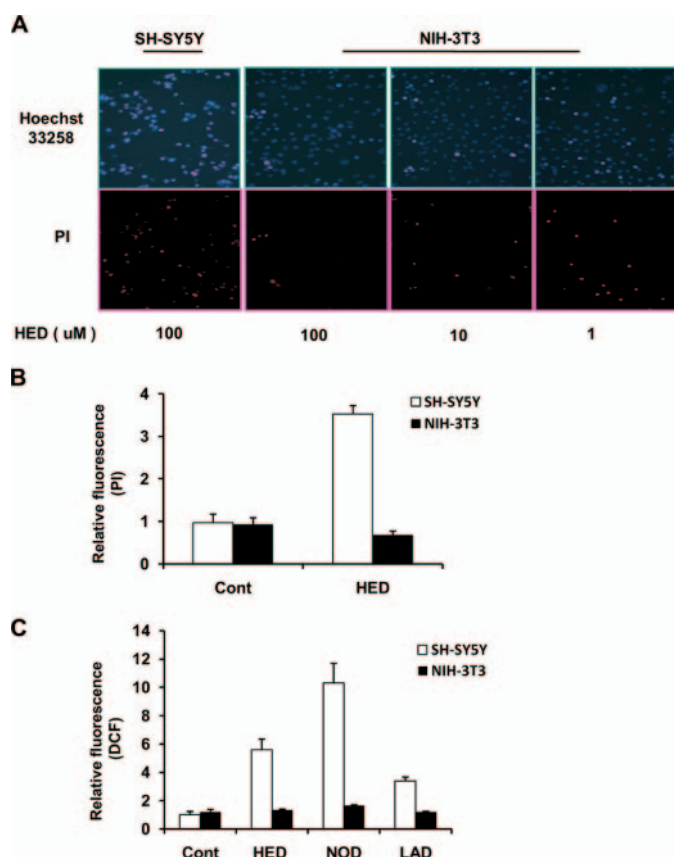 A
SH-SY5Y NIH-3T3
Hoechst
33258
PI
HED ( uM ) 100 100 10 1
B
Relative fluorescence
(PI)
4
3
2
1
0
SH-SY5Y
NIH-3T3
Cont HED
C
Relative fluorescence
(DCF)
14
12
10
8
6
4
2
0
SH-SY5Y
NIH-3T3
Cont HED NOD LAD